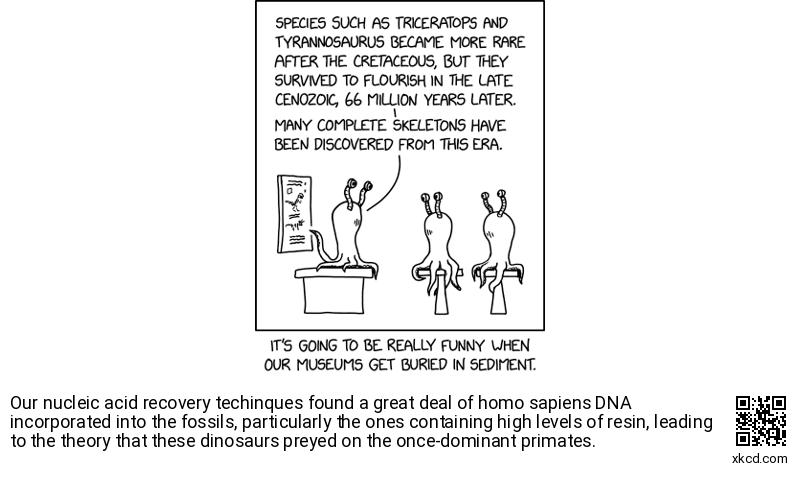 SPECIES SUCH AS TRICERATOPS AND
TYRANNOSAURUS BECAME MORE RARE
AFTER THE CRETACEOUS, BUT THEY
SURVIVED TO FLOURISH IN THE LATE
CENOZOIC, 66 MILLION YEARS LATER.
MANY COMPLETE SKELETONS HAVE
BEEN DISCOVERED FROM THIS ERA.
IT'S GOING TO BE REALLY FUNNY WHEN
OUR MUSEUMS GET BURIED IN SEDIMENT.
Our nucleic acid recovery techinques found a great deal of homo sapiens DNA
incorporated into the fossils, particularly the ones containing high levels of resin, leading
to the theory that these dinosaurs preyed on the once-dominant primates.
xkcd.com